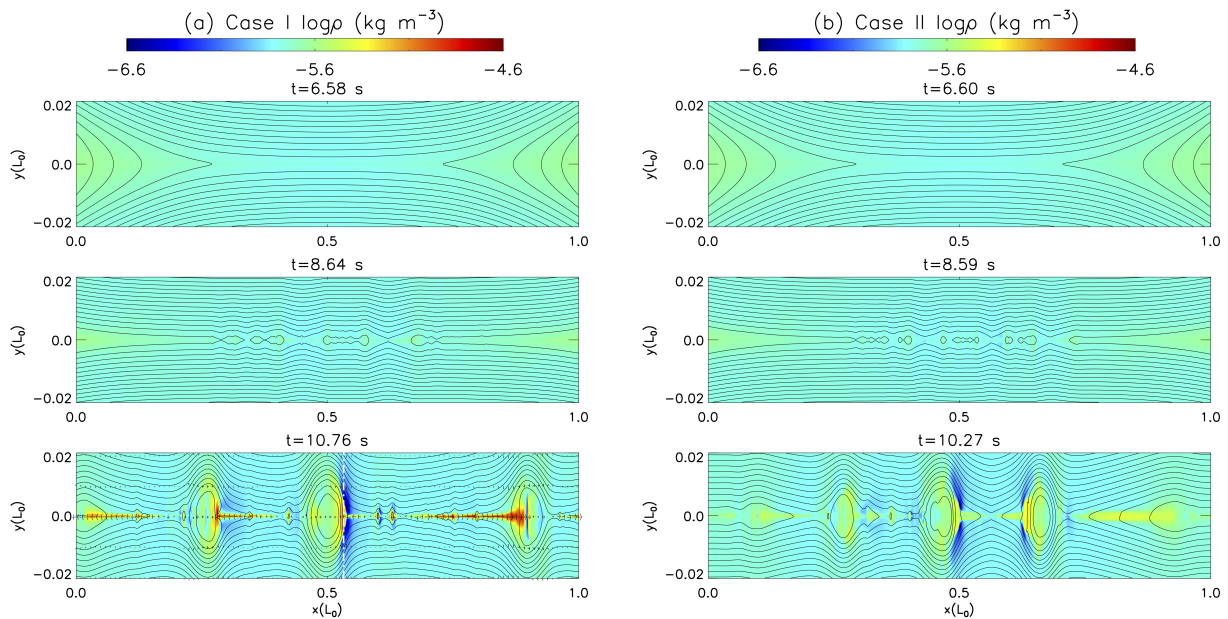 (a) Case I logρ (kg m⁻³)
-6.6 -5.6 -4.6
t=6.58 s
y(L₀)
0.02
0.0
-0.02
0.0 0.5 1.0
t=8.64 s
y(L₀)
0.02
0.0
-0.02
0.0 0.5 1.0
t=10.76 s
y(L₀)
0.02
0.0
-0.02
0.0 0.5 1.0
x(L₀)
(b) Case II logρ (kg m⁻³)
-6.6 -5.6 -4.6
t=6.60 s
y(L₀)
0.02
0.0
-0.02
0.0 0.5 1.0
t=8.59 s
y(L₀)
0.02
0.0
-0.02
0.0 0.5 1.0
t=10.27 s
y(L₀)
0.02
0.0
-0.02
0.0 0.5 1.0
x(L₀)